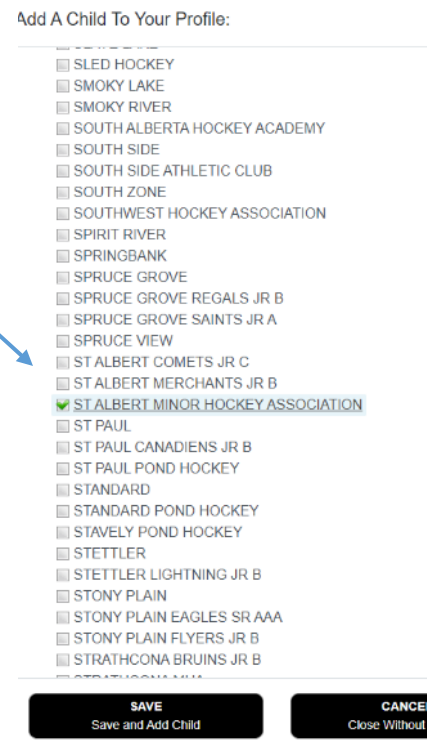 Add A Child To Your Profile:
SLED HOCKEY
SMOKY LAKE
SMOKY RIVER
SOUTH ALBERTA HOCKEY ACADEMY
SOUTH SIDE
SOUTH SIDE ATHLETIC CLUB
SOUTH ZONE
SOUTHWEST HOCKEY ASSOCIATION
SPIRIT RIVER
SPRINGBANK
SPRUCE GROVE
SPRUCE GROVE REGALS JR B
SPRUCE GROVE SAINTS JR A
SPRUCE VIEW
ST ALBERT COMETS JR C
ST ALBERT MERCHANTS JR B
ST ALBERT MINOR HOCKEY ASSOCIATION
ST PAUL
ST PAUL CANADIENS JR B
ST PAUL POND HOCKEY
STANDARD
STANDARD POND HOCKEY
STAVELY POND HOCKEY
STETTLER
STETTLER LIGHTNING JR B
STONY PLAIN
STONY PLAIN EAGLES SR AAA
STONY PLAIN FLYERS JR B
STRATHCONA BRUINS JR B
SAVE CANCEL
Save and Add Child Close Without